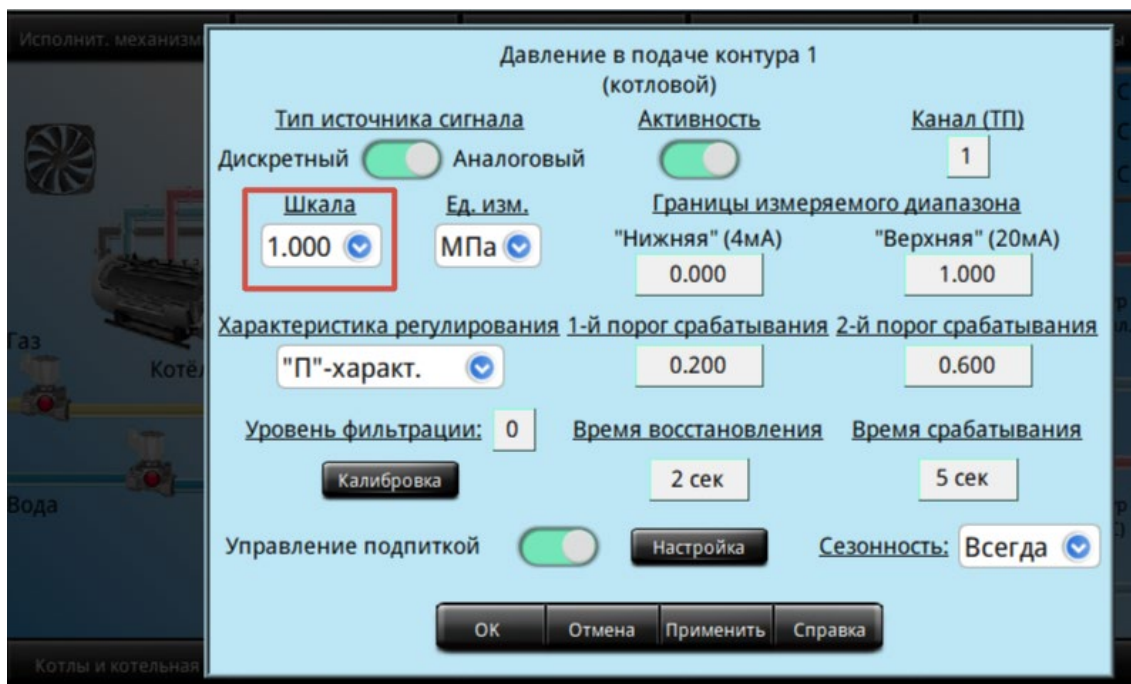 Исполнит. механизм
Давление в подаче контура 1
(котловой)
Тип источника сигнала Активность Канал (ТП)
Дискретный Аналоговый 1
Шкала Ед. изм. Границы измеряемого диапазона
1.000 МПа "Нижняя" (4мА) "Верхняя" (20мА)
0.000 1.000
Характеристика регулирования 1-й порог срабатывания 2-й порог срабатывания
"П"-характ. 0.200 0.600
Газ
Котёл
Уровень фильтрации: 0 Время восстановления Время срабатывания
Калибровка 2 сек 5 сек
Вода
Управление подпиткой Настройка Сезонность: Всегда
ОК Отмена Применить Справка
Котлы и котельная